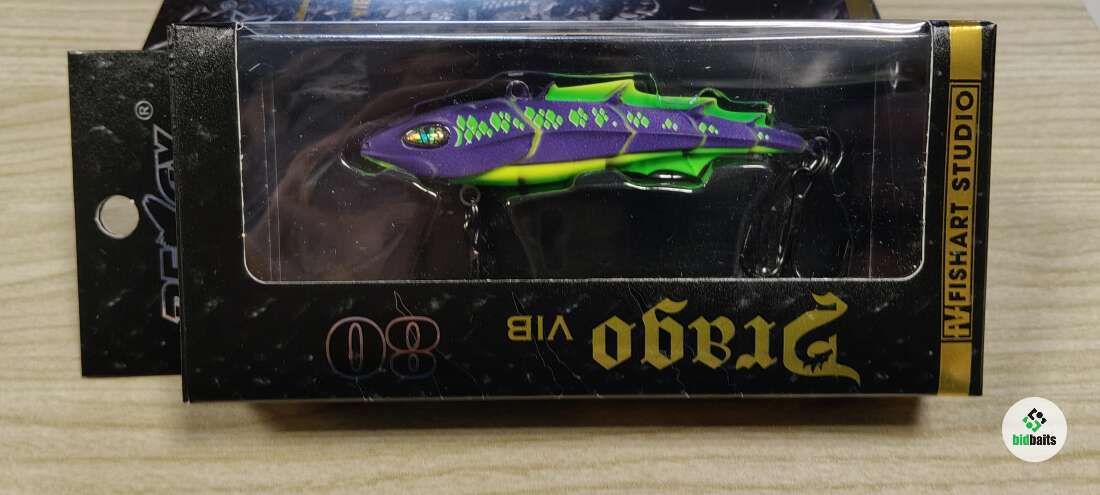 Drago VIB 80
FISHART STUDIO
®
bidbaits